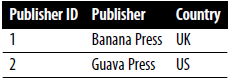 Publisher ID Publisher Country
1 Banana Press UK
2 Guava Press US